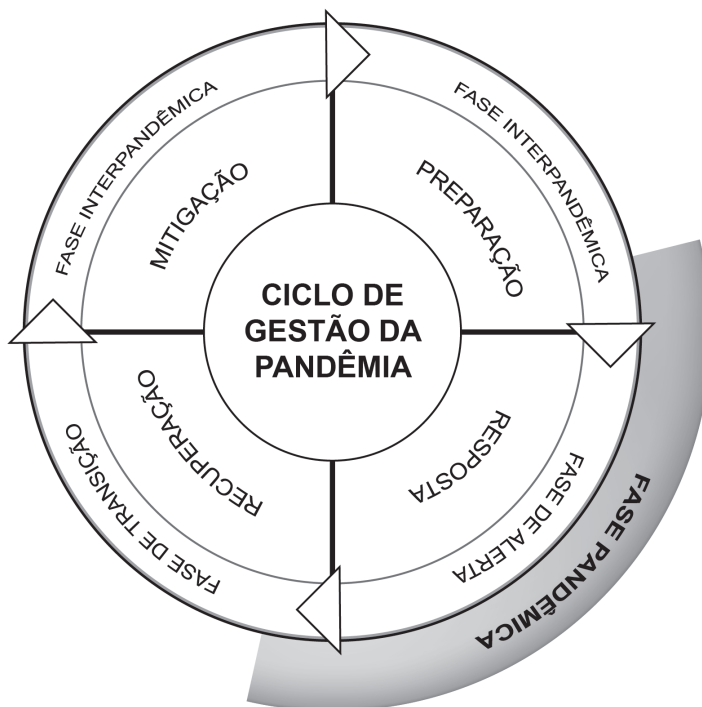 FASE INTERPANDÊMICA
FASE INTERPANDÊMICA
MITIGAÇÃO
PREPARAÇÃO
CICLO DE
GESTÃO DA
PANDÊMIA
RECUPERAÇÃO
RESPOSTA
FASE DE TRANSIÇÃO
FASE DE ALERTA
FASE PANDÊMICA